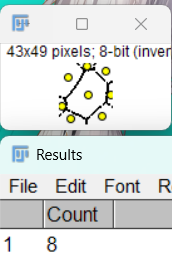 43x49 pixels; 8-bit (inver
Results
File Edit Font R
Count
1 8